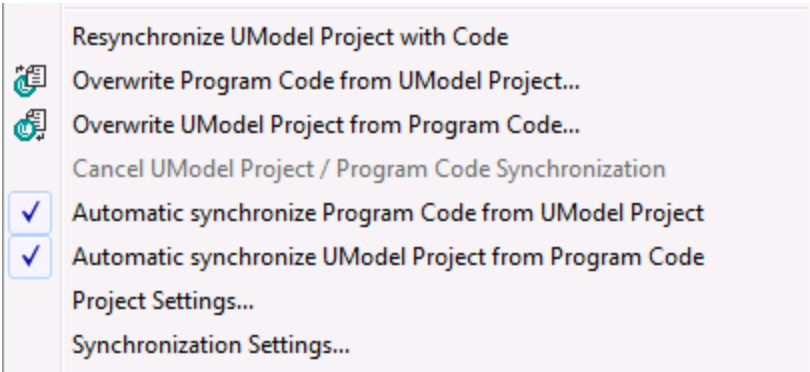 Resynchronize UModel Project with Code
Overwrite Program Code from UModel Project...
Overwrite UModel Project from Program Code...
Cancel UModel Project / Program Code Synchronization
Automatic synchronize Program Code from UModel Project
Automatic synchronize UModel Project from Program Code
Project Settings...
Synchronization Settings...